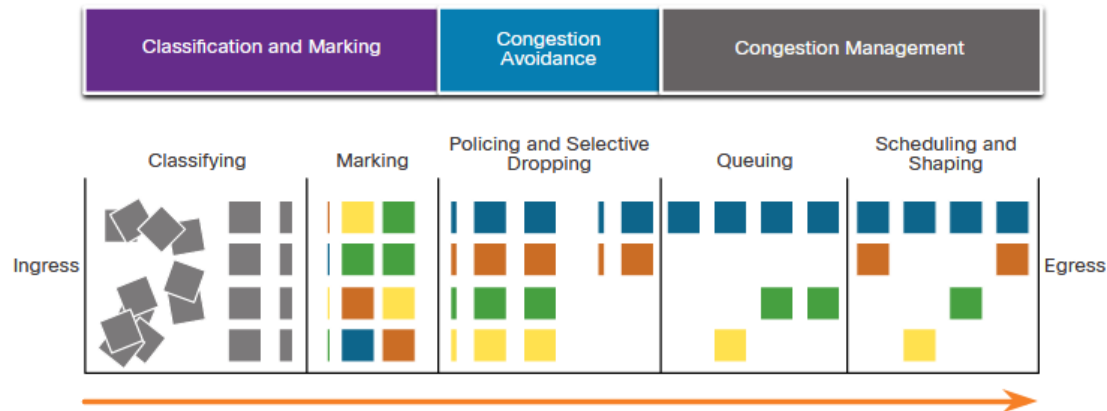 Classification and Marking
Congestion
Avoidance
Congestion Management
Classifying
Marking
Policing and Selective
Dropping
Queuing
Scheduling and
Shaping
Ingress
Egress